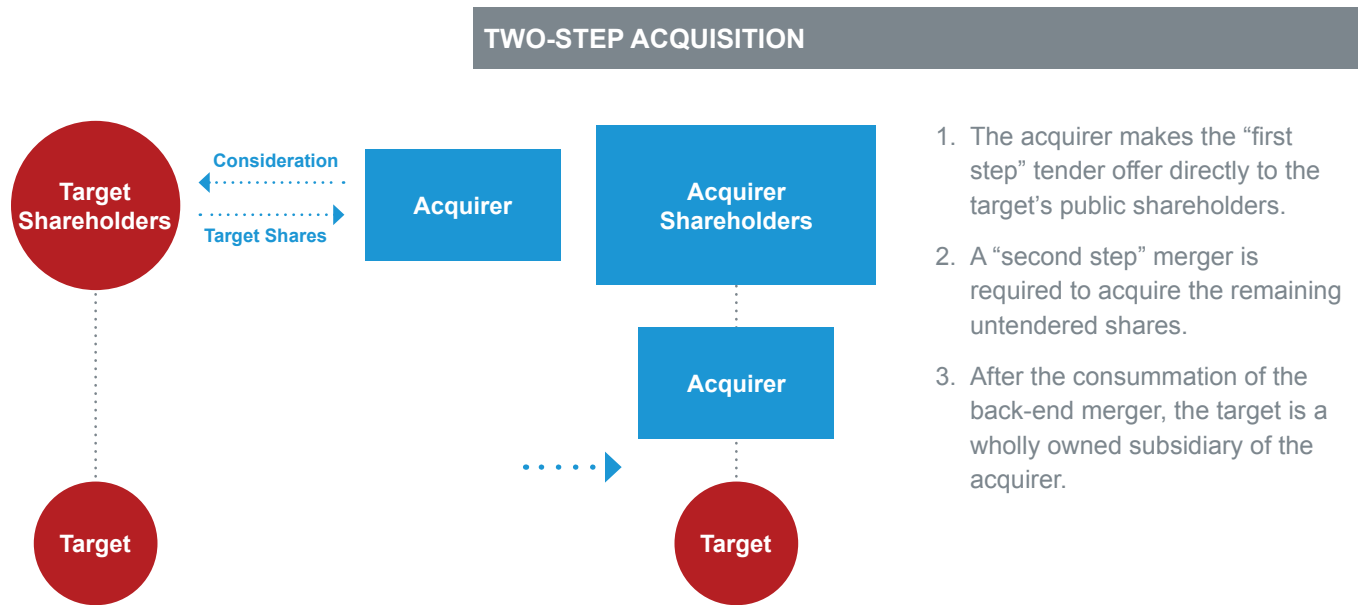 TWO-STEP ACQUISITION
Target
Shareholders
Consideration
Target Shares
Acquirer
Target
Acquirer
Shareholders
Acquirer
Target
1. The acquirer makes the “first
step” tender offer directly to the
target’s public shareholders.
2. A “second step” merger is
required to acquire the remaining
untendered shares.
3. After the consummation of the
back-end merger, the target is a
wholly owned subsidiary of the
acquirer.